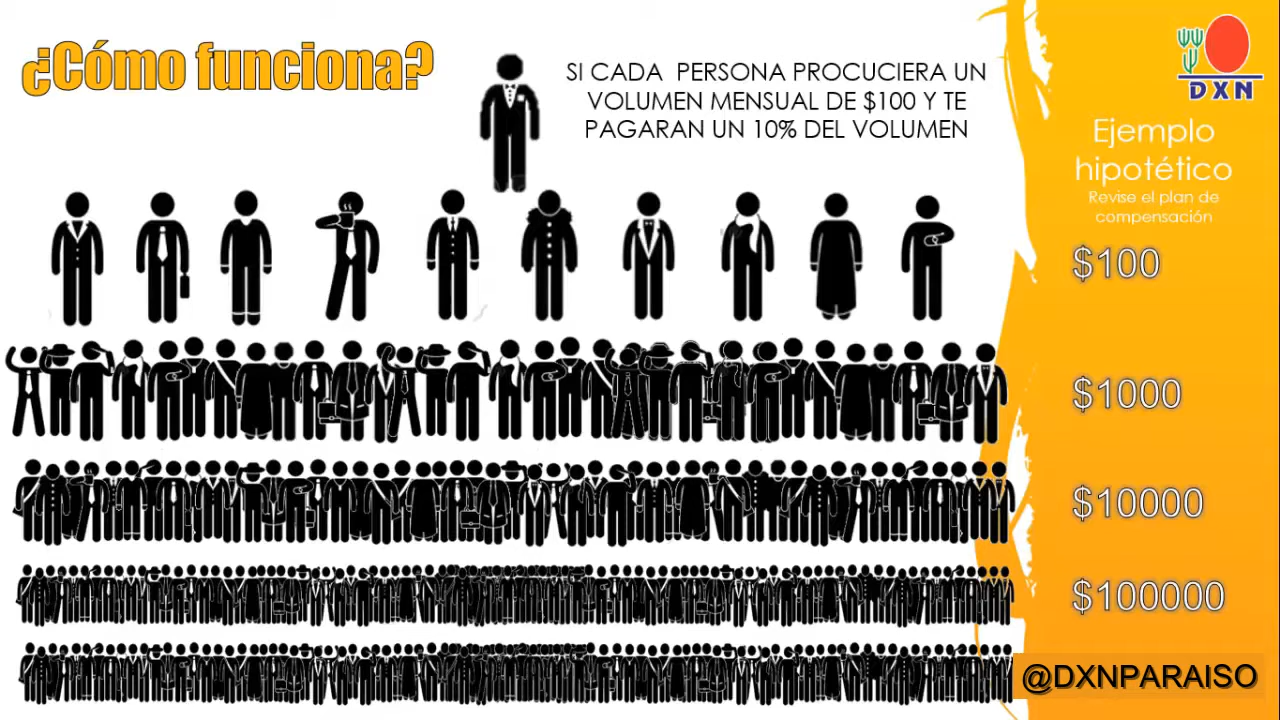 ¿Cómo funciona?
SI CADA PERSONA PROCUCIERA UN
VOLUMEN MENSUAL DE $100 Y TE
PAGARAN UN 10% DEL VOLUMEN
DXN
Ejemplo
hipotético
Revise el plan de
compensación
$100
$1000
$10000
$100000
@DXNPARAISO